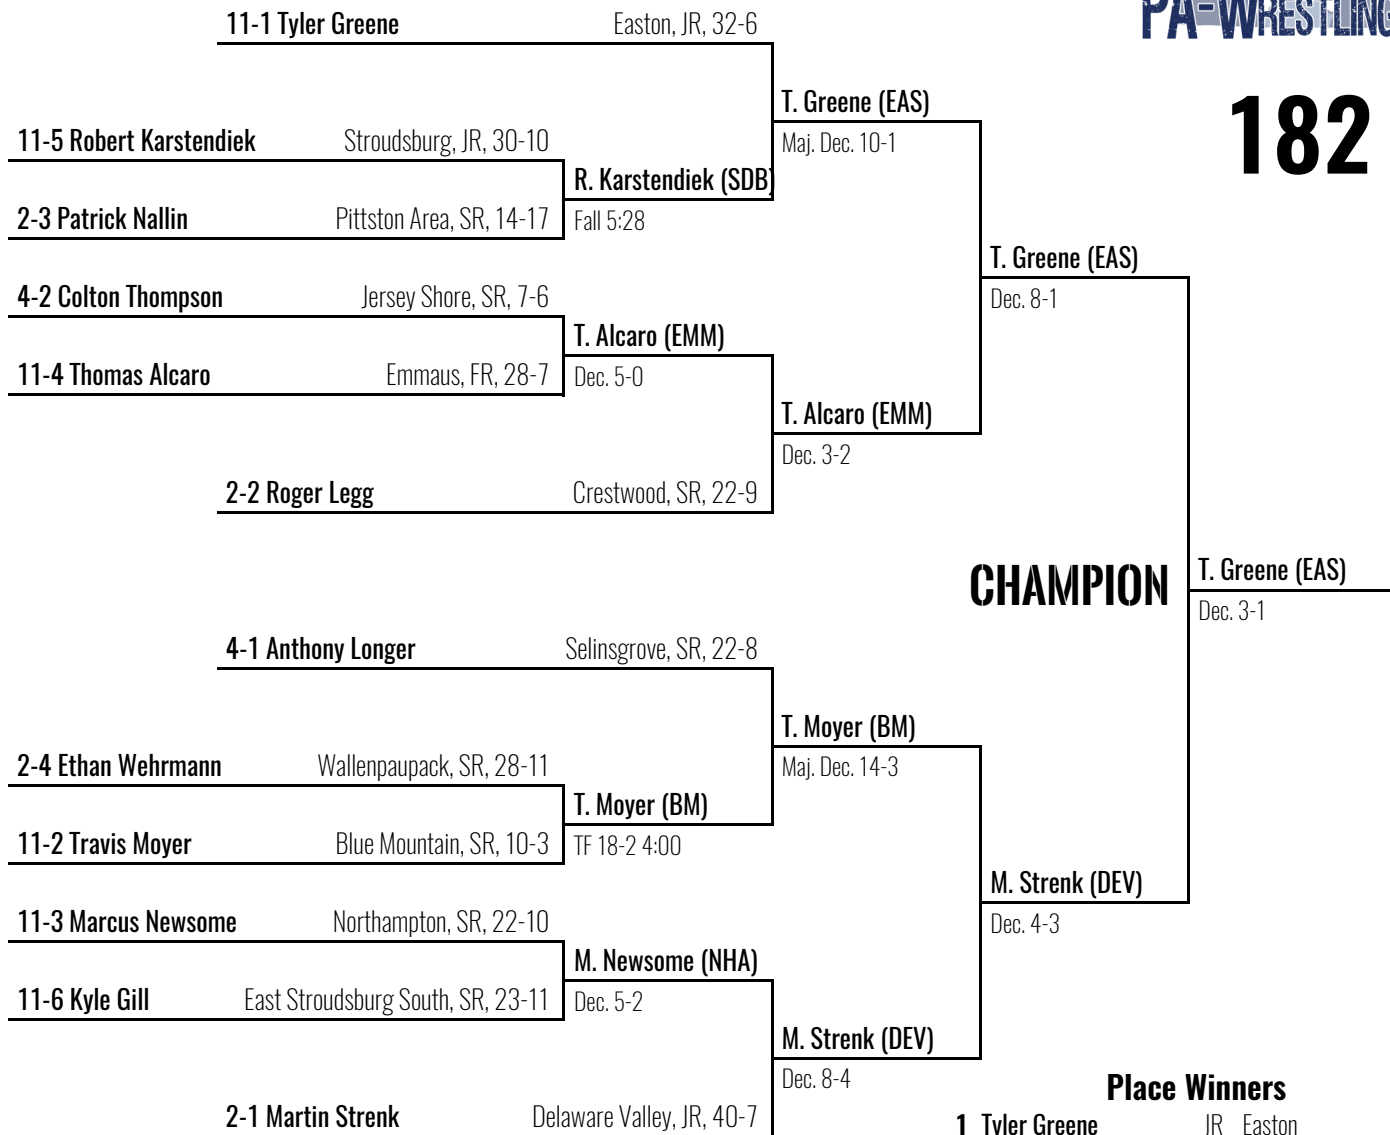 PA-WRESTLING
11-1 Tyler Greene Easton, JR, 32-6
T. Greene (EAS)
182
11-5 Robert Karstendiek Stroudsburg, JR, 30-10
Maj. Dec. 10-1
R. Karstendiek (SDB)
2-3 Patrick Nallin Pittston Area, SR, 14-17
Fall 5:28
T. Greene (EAS)
4-2 Colton Thompson Jersey Shore, SR, 7-6
Dec. 8-1
T. Alcaro (EMM)
11-4 Thomas Alcaro Emmaus, FR, 28-7
Dec. 5-0
T. Alcaro (EMM)
Dec. 3-2
2-2 Roger Legg Crestwood, SR, 22-9
CHAMPION
T. Greene (EAS)
Dec. 3-1
4-1 Anthony Longer Selinsgrove, SR, 22-8
T. Moyer (BM)
2-4 Ethan Wehrmann Wallenpaupack, SR, 28-11
Maj. Dec. 14-3
T. Moyer (BM)
11-2 Travis Moyer Blue Mountain, SR, 10-3
TF 18-2 4:00
M. Strenk (DEV)
11-3 Marcus Newsome Northampton, SR, 22-10
Dec. 4-3
M. Newsome (NHA)
11-6 Kyle Gill East Stroudsburg South, SR, 23-11
Dec. 5-2
M. Strenk (DEV)
Dec. 8-4
Place Winners
2-1 Martin Strenk Delaware Valley, JR, 40-7
1 Tyler Greene JR Easton